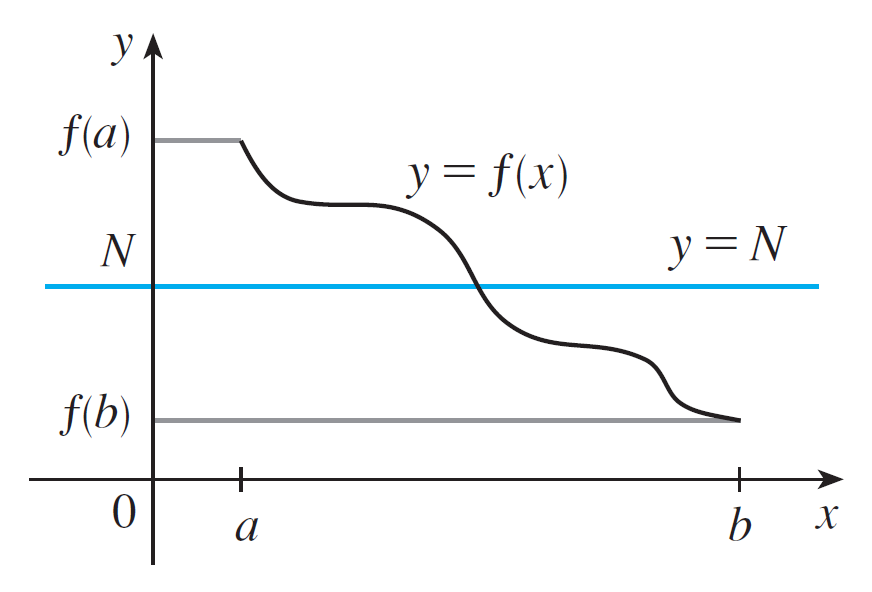 y
f(a)
y = f(x)
N
y = N
f(b)
0
a
b
x